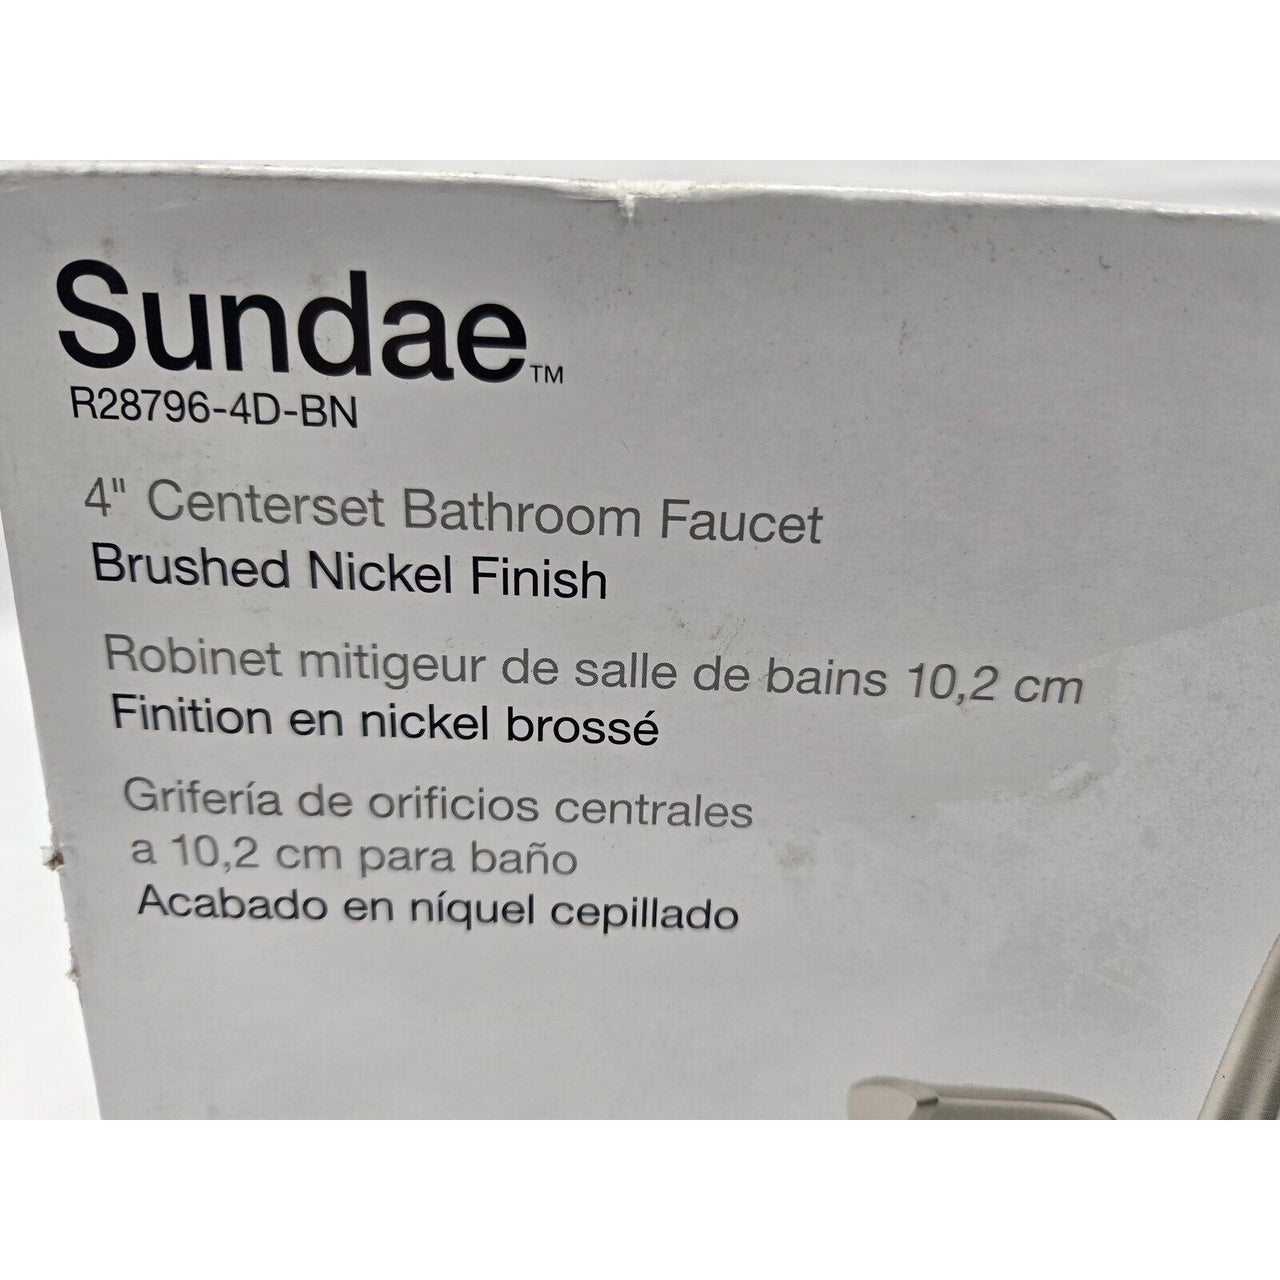 Sundae™
R28796-4D-BN
4" Centerset Bathroom Faucet
Brushed Nickel Finish
Robinet mitigeur de salle de bains 10,2 cm
Finition en nickel brossé
Grifería de orificios centrales
a 10,2 cm para baño
Acabado en níquel cepillado